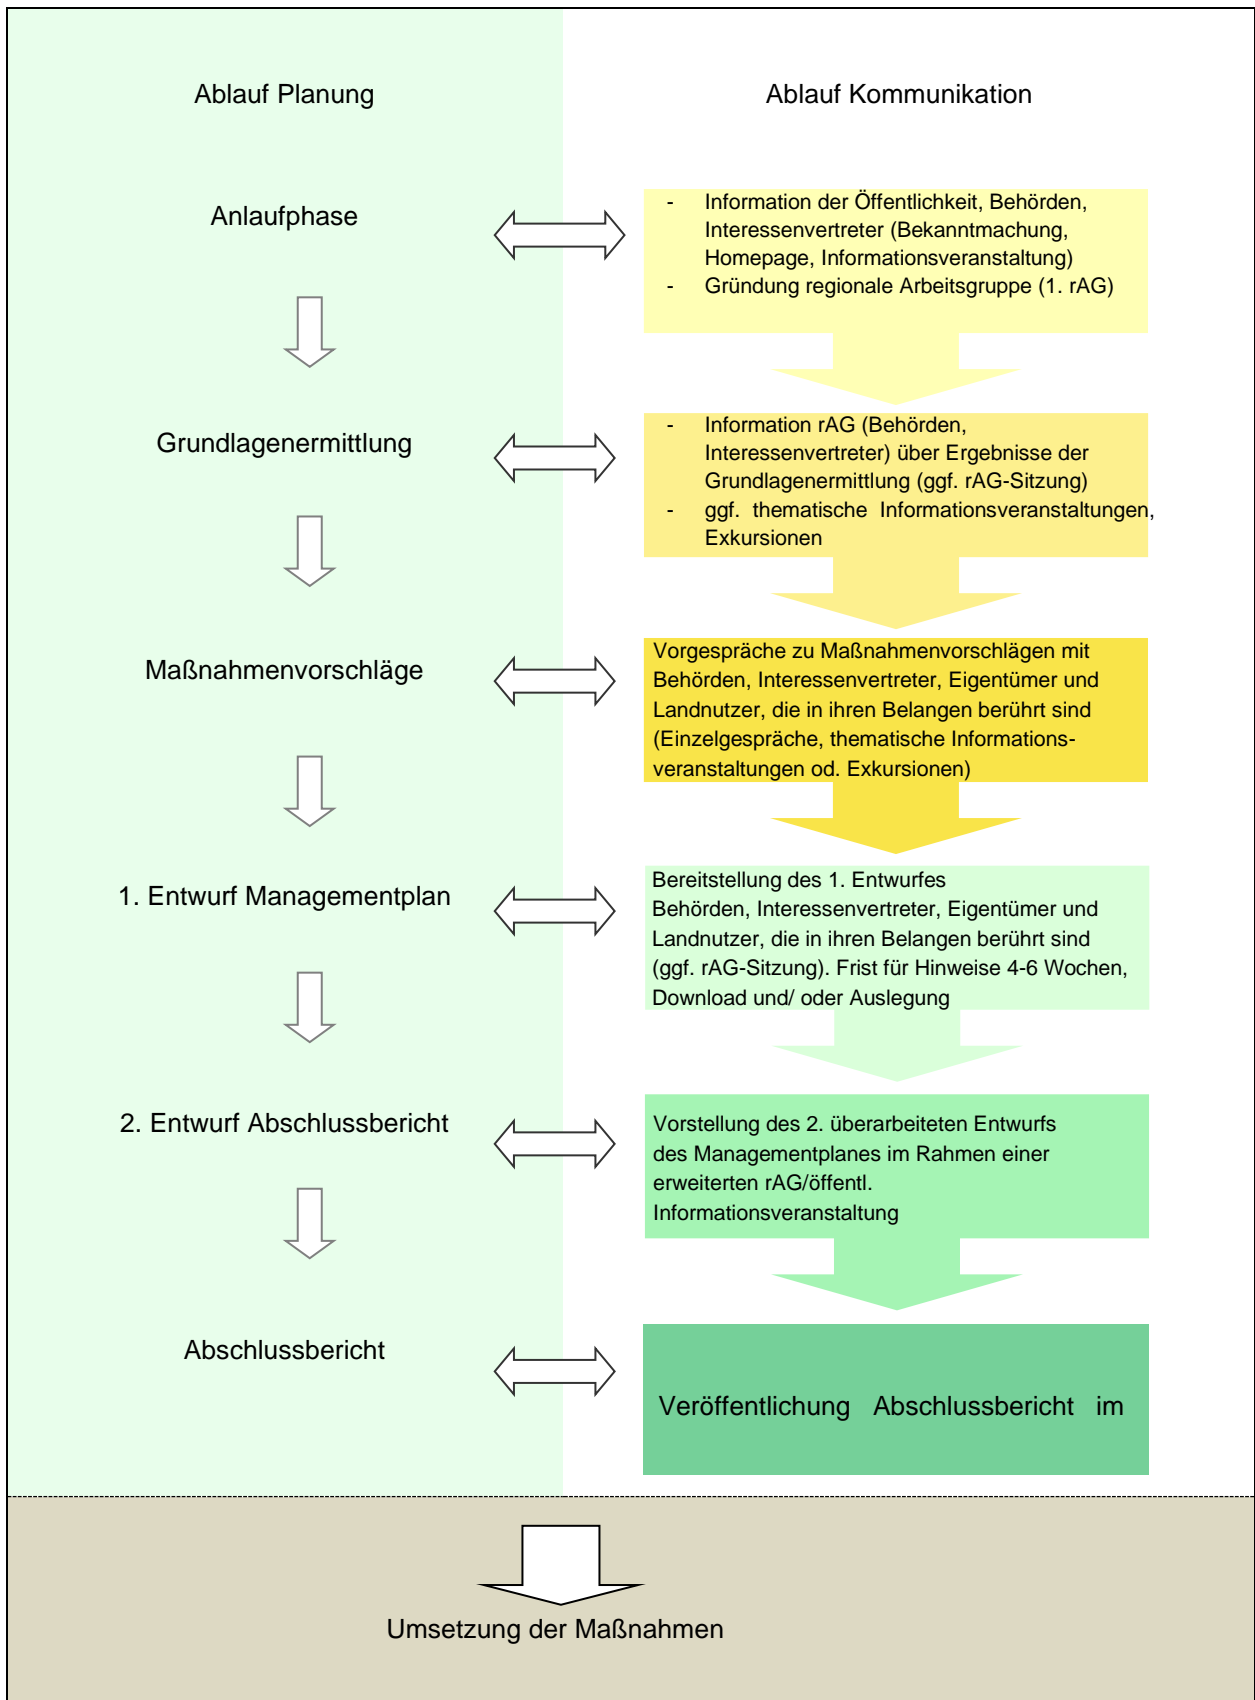 Ablauf Planung
Ablauf Kommunikation
Anlaufphase
- Information der Öffentlichkeit, Behörden,
Interessenvertreter (Bekanntmachung,
Homepage, Informationsveranstaltung)
- Gründung regionale Arbeitsgruppe (1. rAG)
Grundlagenermittlung
- Information rAG (Behörden,
Interessenvertreter) über Ergebnisse der
Grundlagenermittlung (ggf. rAG-Sitzung)
- ggf. thematische Informationsveranstaltungen,
Exkursionen
Maßnahmenvorschläge
Vorgespräche zu Maßnahmenvorschlägen mit
Behörden, Interessenvertreter, Eigentümer und
Landnutzer, die in ihren Belangen berührt sind
(Einzelgespräche, thematische Informations-
veranstaltungen od. Exkursionen)
1. Entwurf Managementplan
Bereitstellung des 1. Entwurfes
Behörden, Interessenvertreter, Eigentümer und
Landnutzer, die in ihren Belangen berührt sind
(ggf. rAG-Sitzung). Frist für Hinweise 4-6 Wochen,
Download und/ oder Auslegung
2. Entwurf Abschlussbericht
Vorstellung des 2. überarbeiteten Entwurfs
des Managementplanes im Rahmen einer
erweiterten rAG/öffentl.
Informationsveranstaltung
Abschlussbericht
Veröffentlichung Abschlussbericht im
Umsetzung der Maßnahmen